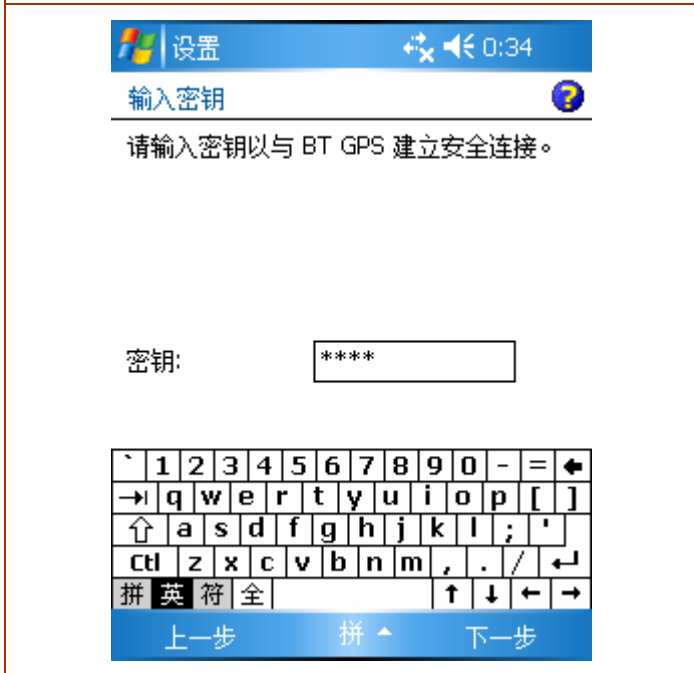 设置 0:34
输入密钥
请输入密钥以与 BT GPS 建立安全连接。
密钥: ****
` 1 2 3 4 5 6 7 8 9 0 - =
q w e r t y u i o p [ ]
a s d f g h j k l ; '
Ctl z x c v b n m , . /
拼 英 符 全
上一步 拼 下一步